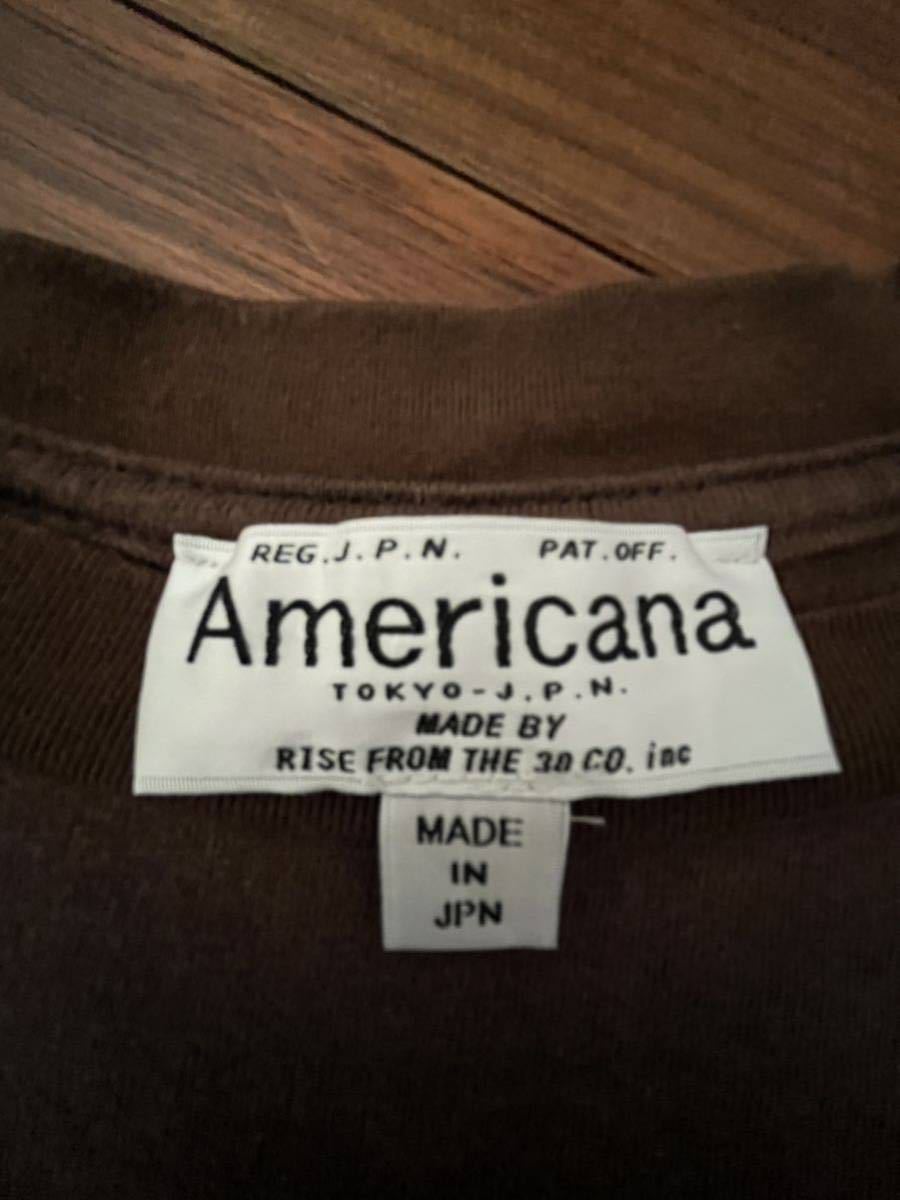 REG.J.P.N. PAT.OFF.
Americana
TOKYO-J.P.N.
MADE BY
RISE FROM THE 3D CO. inc
MADE
IN
JPN